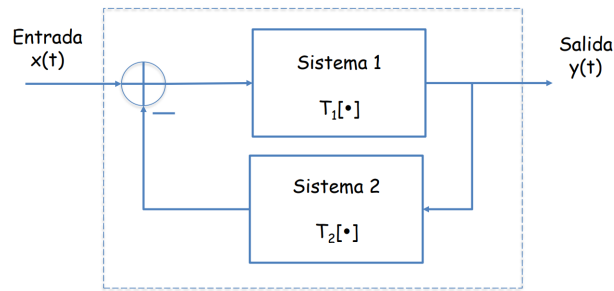 Entrada
x(t)
Sistema 1
T₁[•]
Salida
y(t)
Sistema 2
T₂[•]